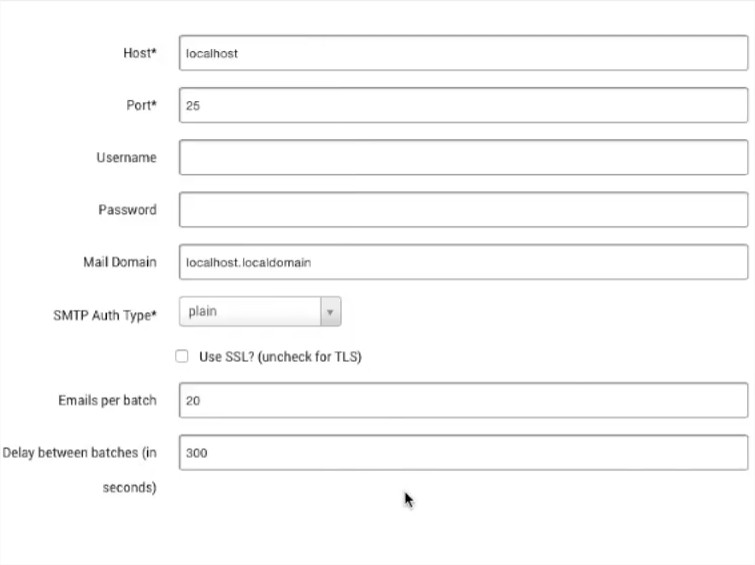 Host* localhost
Port* 25
Username
Password
Mail Domain localhost.localdomain
SMTP Auth Type* plain
Use SSL? (uncheck for TLS)
Emails per batch 20
Delay between batches (in 300
seconds)